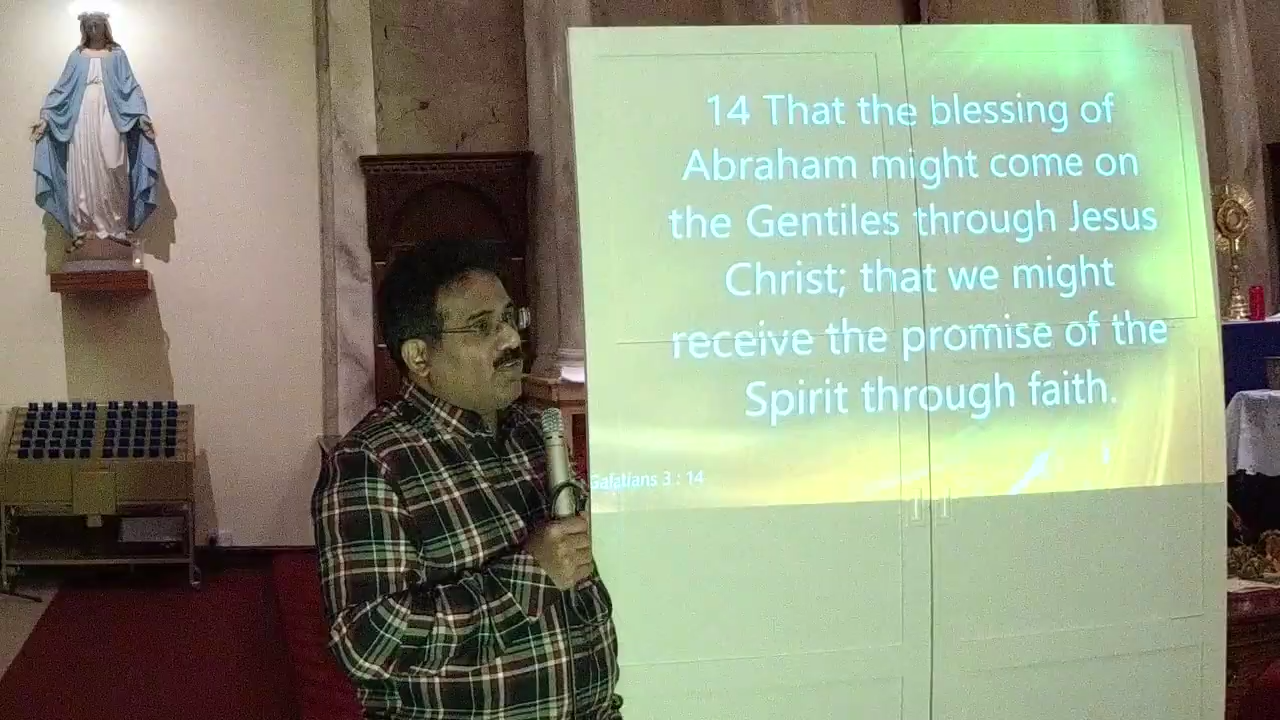 14 That the blessing of
Abraham might come on
the Gentiles through Jesus
Christ; that we might
receive the promise of the
Spirit through faith.
Galatians 3 : 14